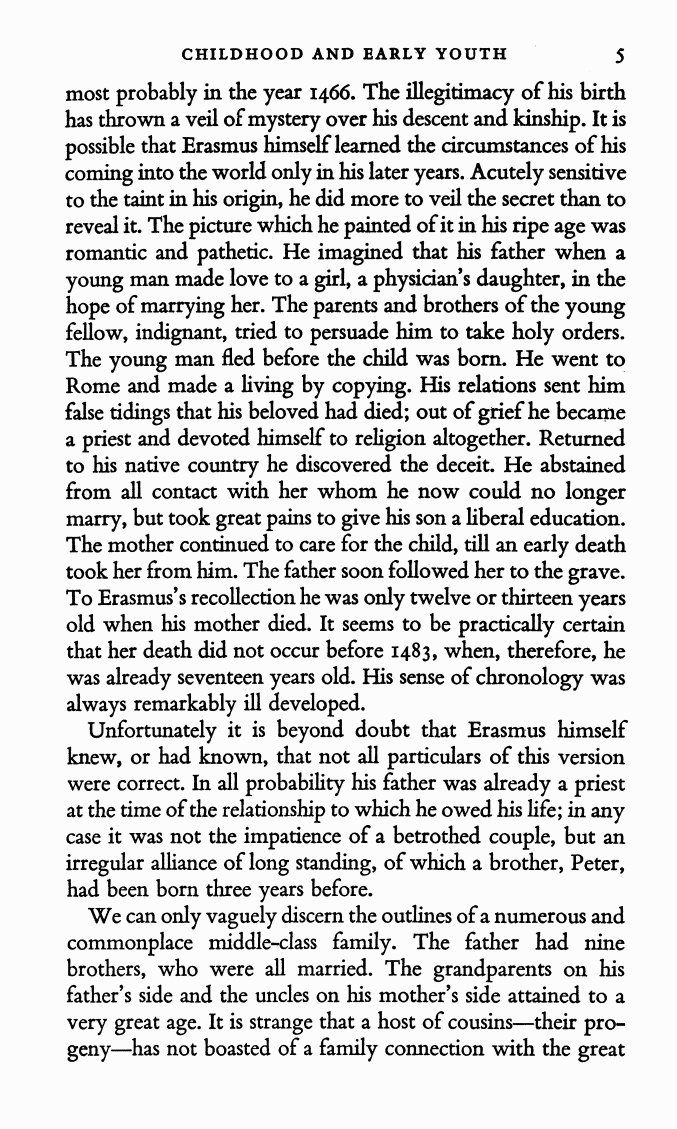 CHILDHOOD AND EARLY YOUTH 5
most probably in the year 1466. The illegitimacy of his birth
has thrown a veil of mystery over his descent and kinship. It is
possible that Erasmus himself learned the circumstances of his
coming into the world only in his later years. Acutely sensitive
to the taint in his origin, he did more to veil the secret than to
reveal it. The picture which he painted of it in his ripe age was
romantic and pathetic. He imagined that his father when a
young man made love to a girl, a physician's daughter, in the
hope of marrying her. The parents and brothers of the young
fellow, indignant, tried to persuade him to take holy orders.
The young man fled before the child was born. He went to
Rome and made a living by copying. His relations sent him
false tidings that his beloved had died; out of grief he became
a priest and devoted himself to religion altogether. Returned
to his native country he discovered the deceit. He abstained
from all contact with her whom he now could no longer
marry, but took great pains to give his son a liberal education.
The mother continued to care for the child, till an early death
took her from him. The father soon followed her to the grave.
To Erasmus's recollection he was only twelve or thirteen years
old when his mother died. It seems to be practically certain
that her death did not occur before 1483, when, therefore, he
was already seventeen years old. His sense of chronology was
always remarkably ill developed.
Unfortunately it is beyond doubt that Erasmus himself
knew, or had known, that not all particulars of this version
were correct. In all probability his father was already a priest
at the time of the relationship to which he owed his life; in any
case it was not the impatience of a betrothed couple, but an
irregular alliance of long standing, of which a brother, Peter,
had been born three years before.
We can only vaguely discern the outlines of a numerous and
commonplace middle-class family. The father had nine
brothers, who were all married. The grandparents on his
father's side and the uncles on his mother's side attained to a
very great age. It is strange that a host of cousins—their pro-
geny—has not boasted of a family connection with the great